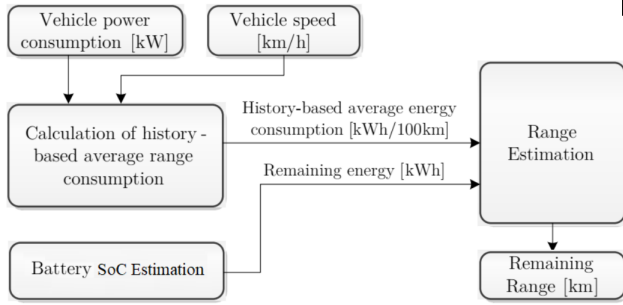 Vehicle power
consumption [kW]
Vehicle speed
[km/h]
Calculation of history -
based average range
consumption
History-based average energy
consumption [kWh/100km]
Remaining energy [kWh]
Range
Estimation
Battery SoC Estimation
Remaining
Range [km]